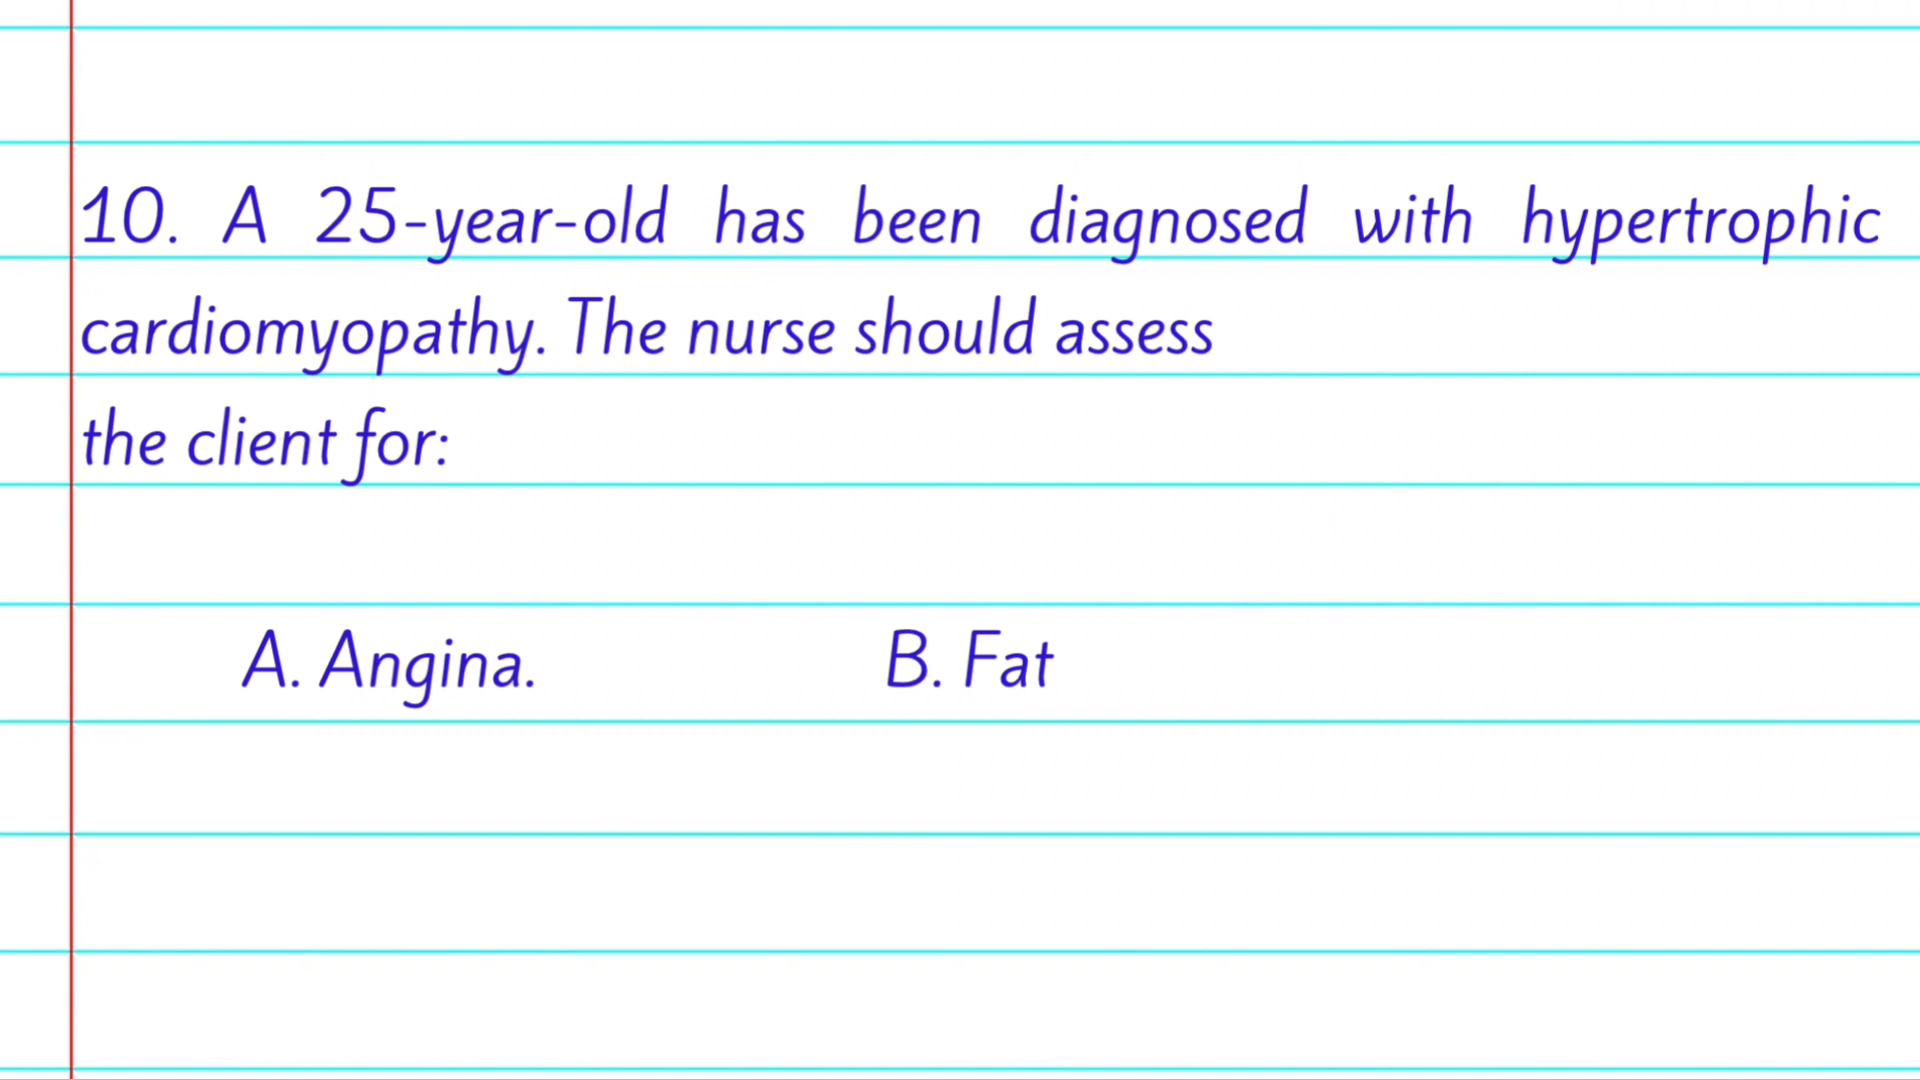 10. A 25-year-old has been diagnosed with hypertrophic
cardiomyopathy. The nurse should assess
the client for:
A. Angina. B. Fat